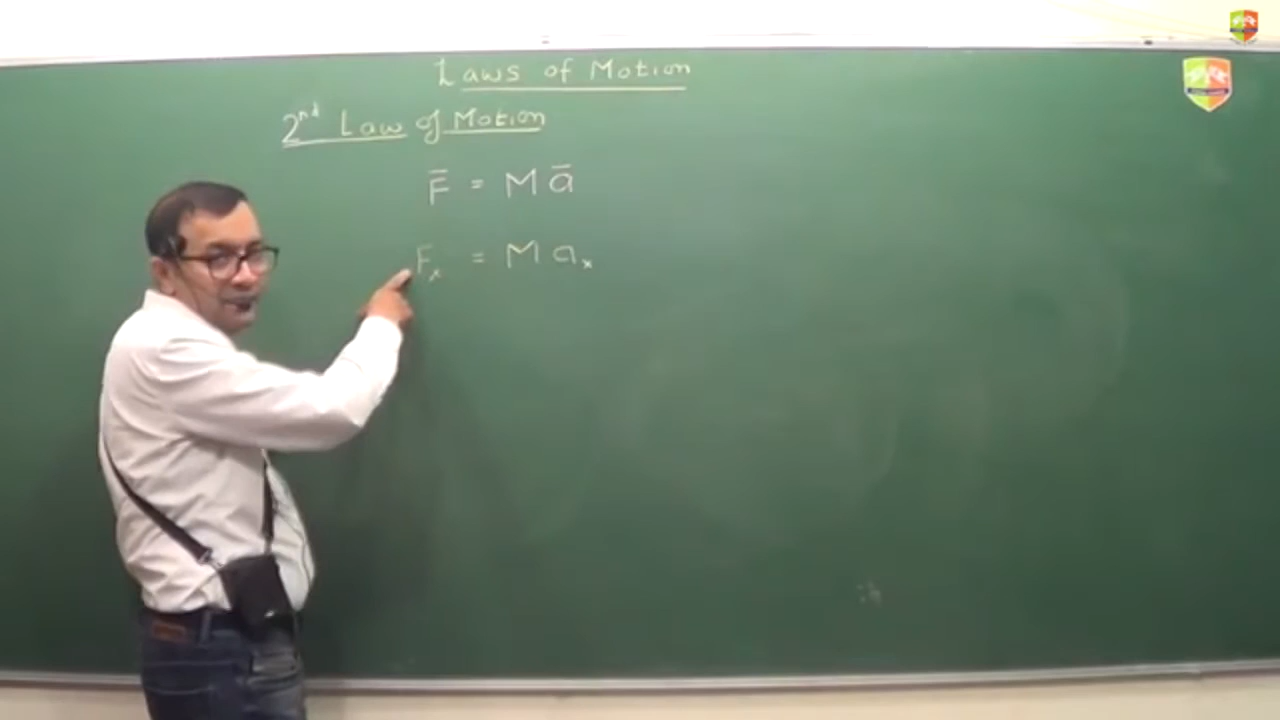 Laws of Motion
2nd Law of Motion
F̅ = M a̅
Fx = M ax